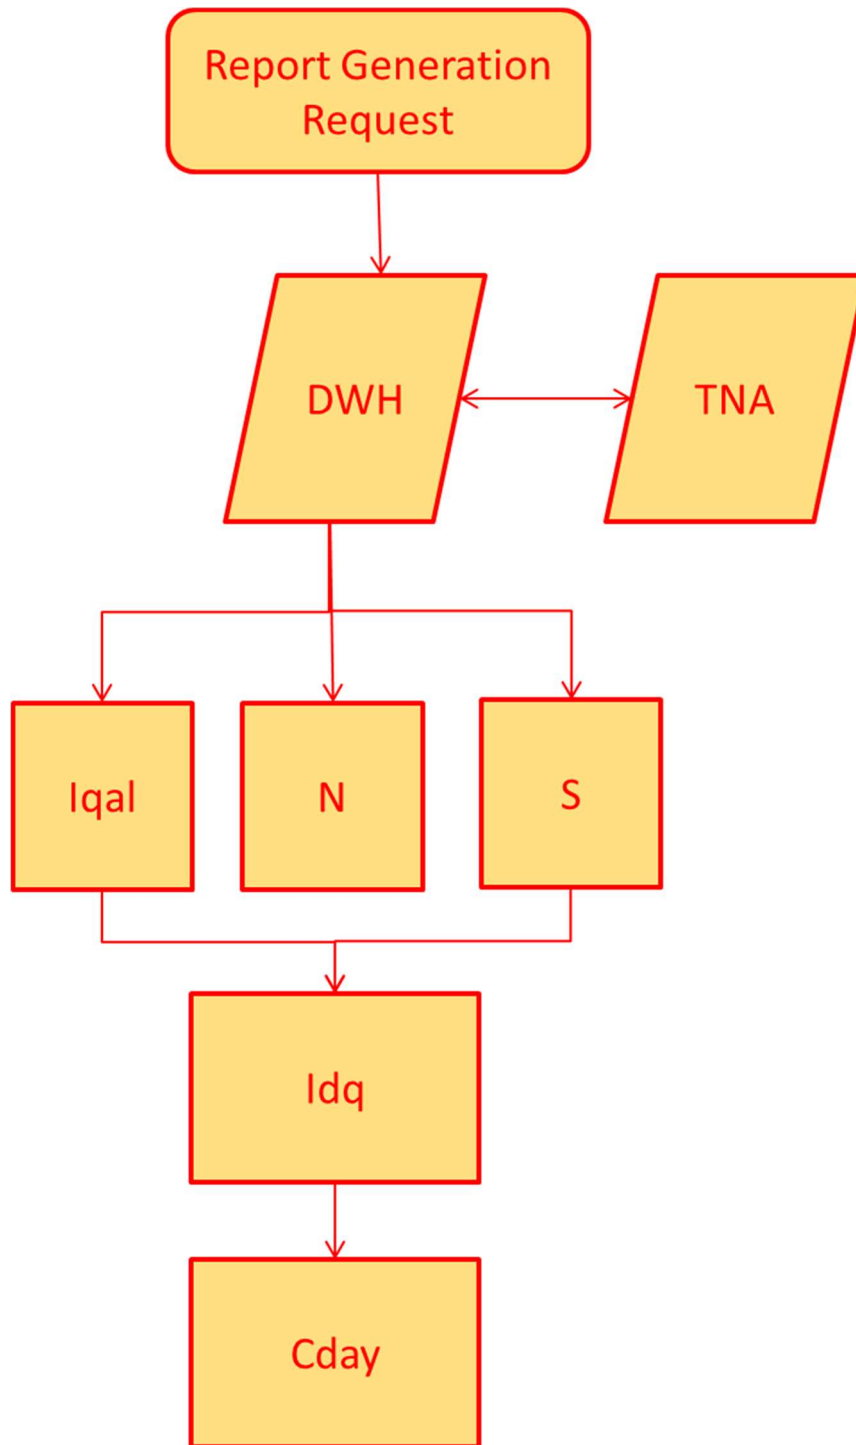 Report Generation
Request
DWH
TNA
Iqal
N
S
Idq
Cday